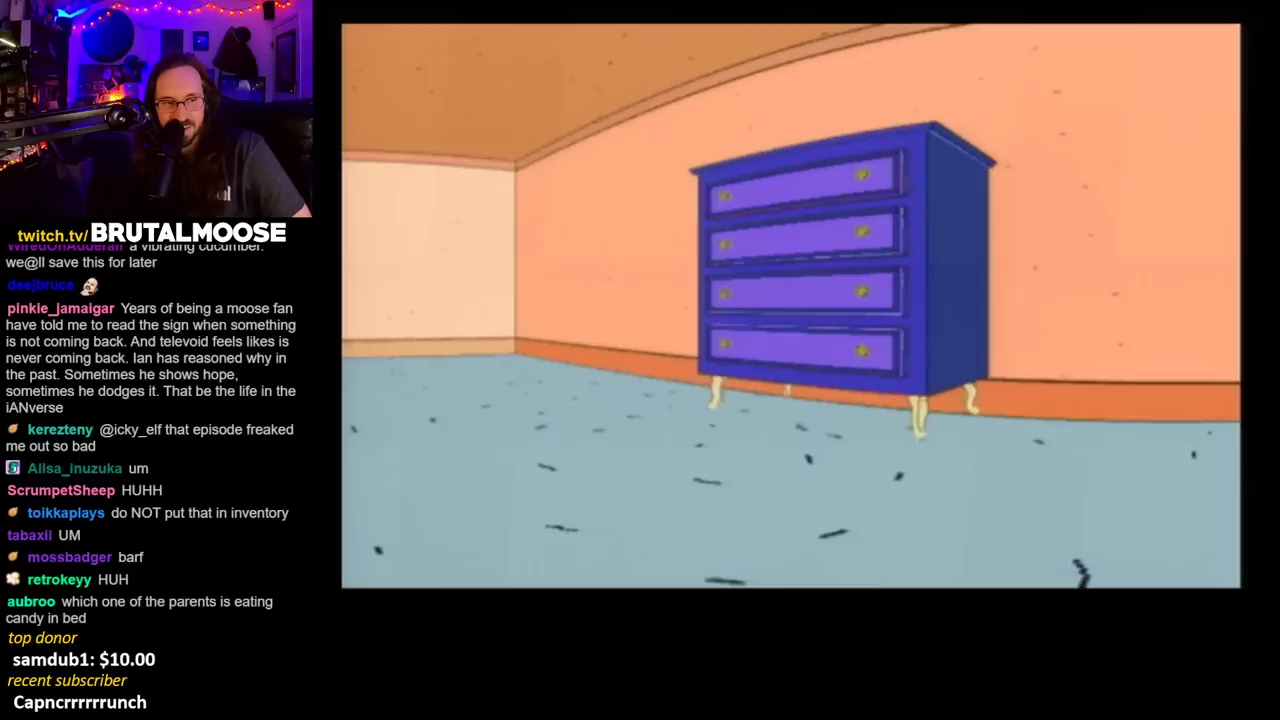 twitch.tv/BRUTALMOOSE
WiredOnAdderall a vibrating cucumber.
we@ll save this for later
deejbruce
pinkie_jamaigar Years of being a moose fan
have told me to read the sign when something
is not coming back. And televoid feels likes is
never coming back. Ian has reasoned why in
the past. Sometimes he shows hope,
sometimes he dodges it. That be the life in the
iANverse
kerezteny @icky_elf that episode freaked
me out so bad
Alisa_inuzuka um
ScrumpetSheep HUHH
toikkaplays do NOT put that in inventory
tabaxii UM
mossbadger barf
retrokeyy HUH
aubroo which one of the parents is eating
candy in bed
top donor
samdub1: $10.00
recent subscriber
Capncrrrrrrunch